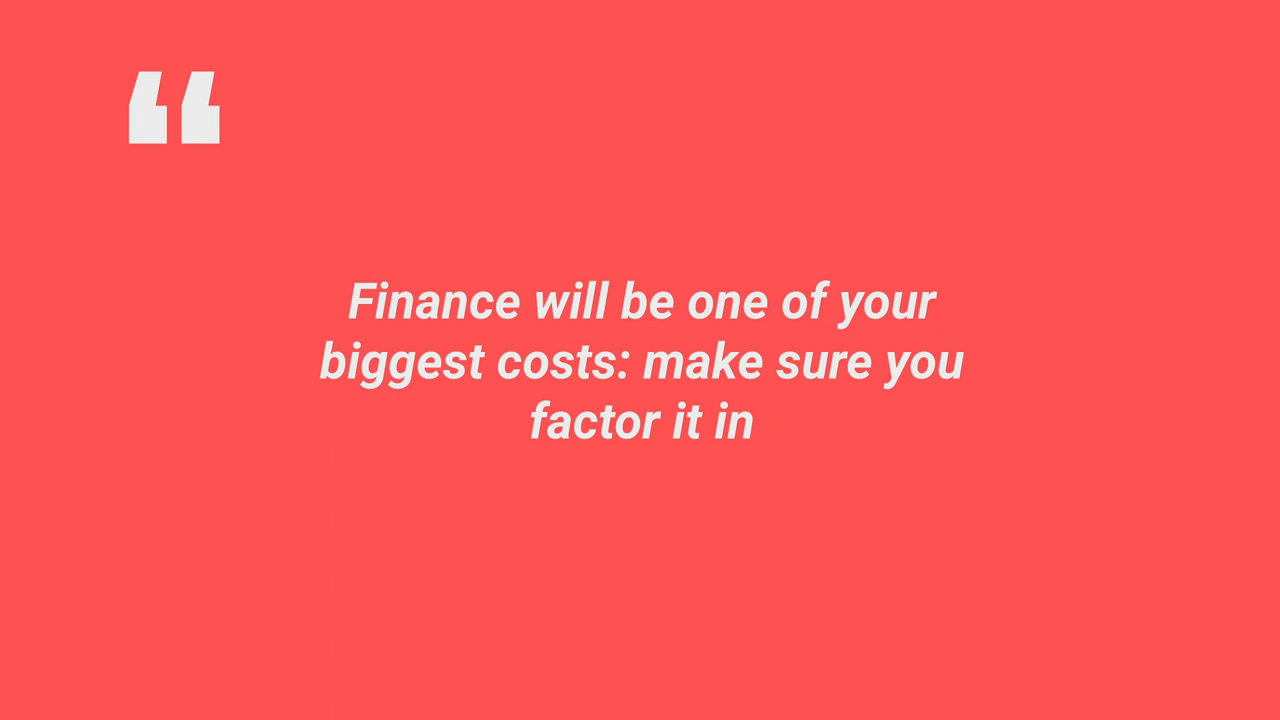 “
Finance will be one of your
biggest costs: make sure you
factor it in